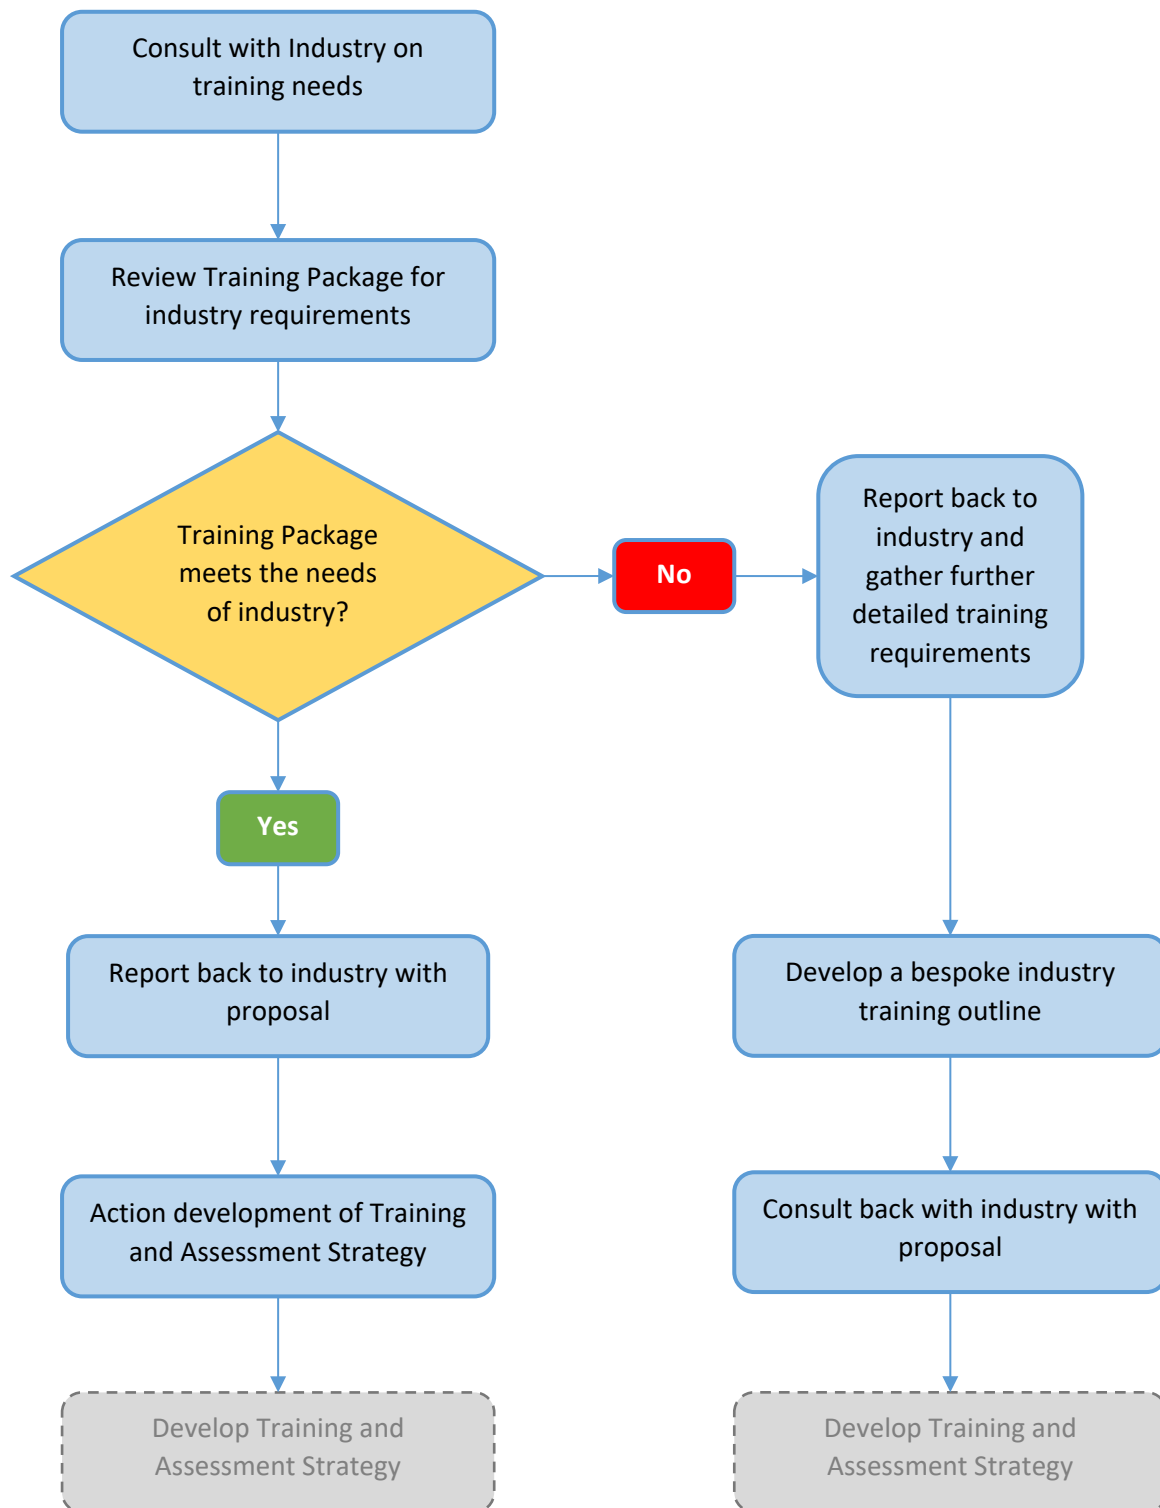 Consult with Industry on
training needs
Review Training Package for
industry requirements
Training Package
meets the needs
of industry?
No
Report back to
industry and
gather further
detailed training
requirements
Yes
Report back to industry with
proposal
Develop a bespoke industry
training outline
Action development of Training
and Assessment Strategy
Consult back with industry with
proposal
Develop Training and
Assessment Strategy
Develop Training and
Assessment Strategy